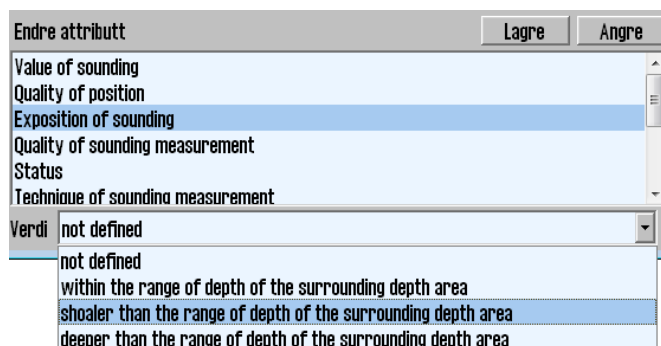 Endre attributt Lagre Angre
Value of sounding
Quality of position
Exposition of sounding
Quality of sounding measurement
Status
Technique of sounding measurement
Verdi not defined
not defined
within the range of depth of the surrounding depth area
shoaler than the range of depth of the surrounding depth area
deeper than the range of depth of the surrounding depth area